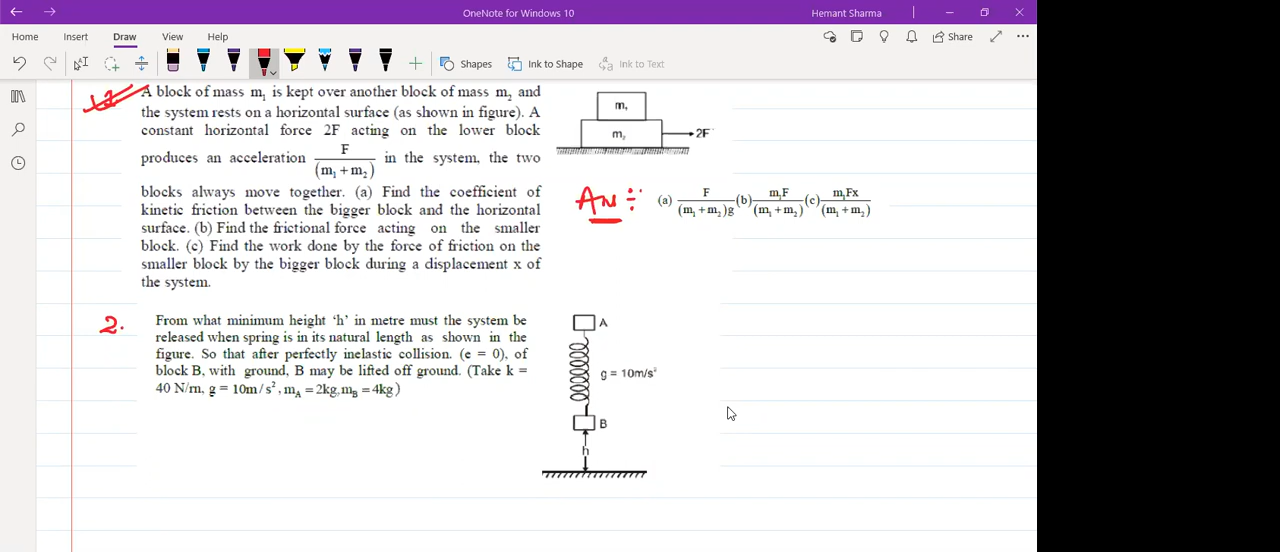 OneNote for Windows 10
Hemant Sharma
Home Insert Draw View Help
Share
Shapes Ink to Shape Ink to Text
A block of mass m₁ is kept over another block of mass m₂ and
the system rests on a horizontal surface (as shown in figure). A
constant horizontal force 2F acting on the lower block
produces an acceleration F/(m₁ + m₂) in the system, the two
blocks always move together. (a) Find the coefficient of
kinetic friction between the bigger block and the horizontal
surface. (b) Find the frictional force acting on the smaller
block. (c) Find the work done by the force of friction on the
smaller block by the bigger block during a displacement x of
the system.
m₁
m₂
2F
Ans:
(a) F/(m₁ + m₂)g (b) m₁F/(m₁ + m₂) (c) m₁Fx/(m₁ + m₂)
2.
From what minimum height ‘h’ in metre must the system be
released when spring is in its natural length as shown in the
figure. So that after perfectly inelastic collision. (e = 0), of
block B, with ground, B may be lifted off ground. (Take k =
40 N/m, g = 10m/s², mA = 2kg, mB = 4kg)
A
g = 10m/s²
B
h